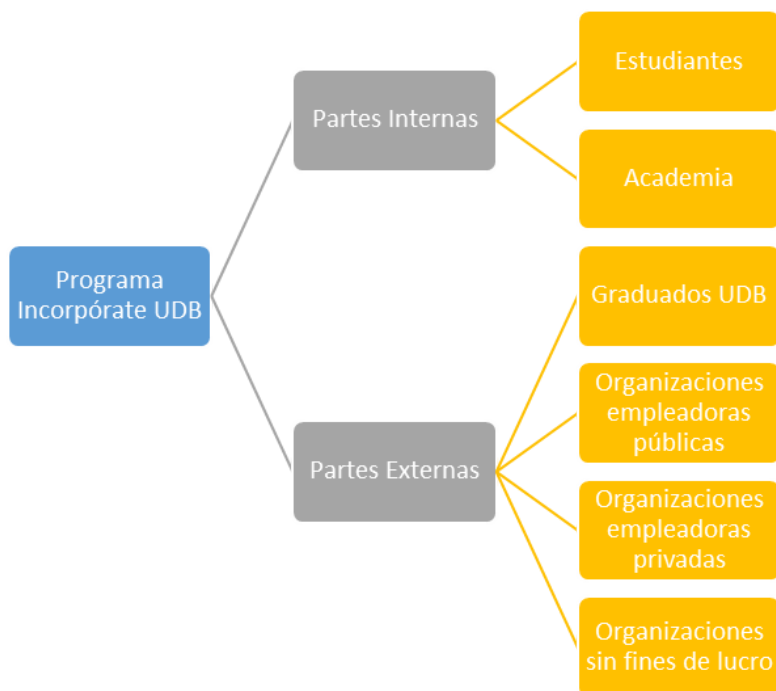 Programa
Incorpórate UDB
Partes Internas
Estudiantes
Academia
Partes Externas
Graduados UDB
Organizaciones
empleadoras
públicas
Organizaciones
empleadoras
privadas
Organizaciones
sin fines de lucro